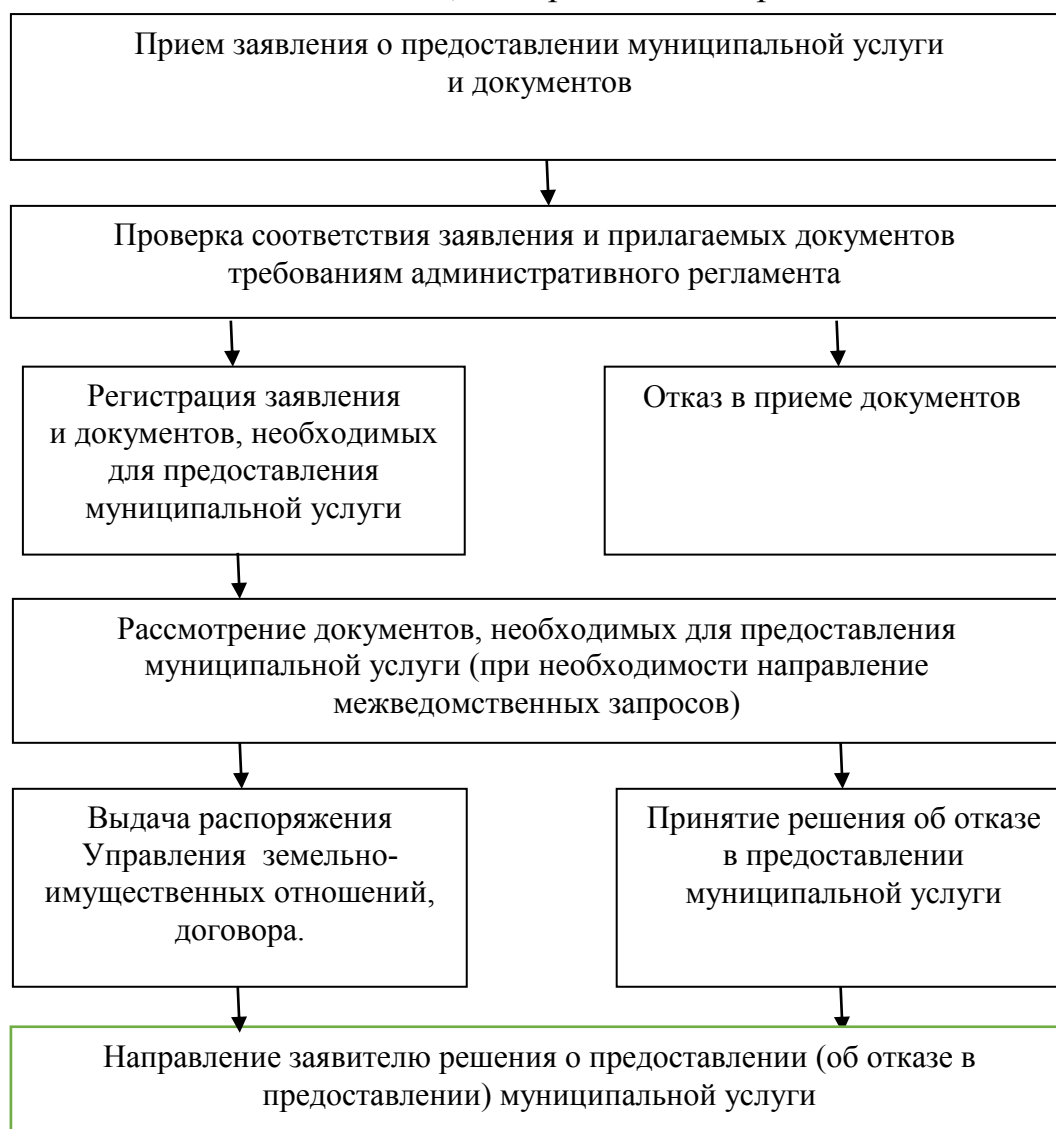 Прием заявления о предоставлении муниципальной услуги
и документов
Проверка соответствия заявления и прилагаемых документов
требованиям административного регламента
Регистрация заявления
и документов, необходимых
для предоставления
муниципальной услуги
Отказ в приеме документов
Рассмотрение документов, необходимых для предоставления
муниципальной услуги (при необходимости направление
межведомственных запросов)
Выдача распоряжения
Управления  земельно-
имущественных отношений,
договора.
Принятие решения об отказе
в предоставлении
муниципальной услуги
Направление заявителю решения о предоставлении (об отказе в
предоставлении) муниципальной услуги